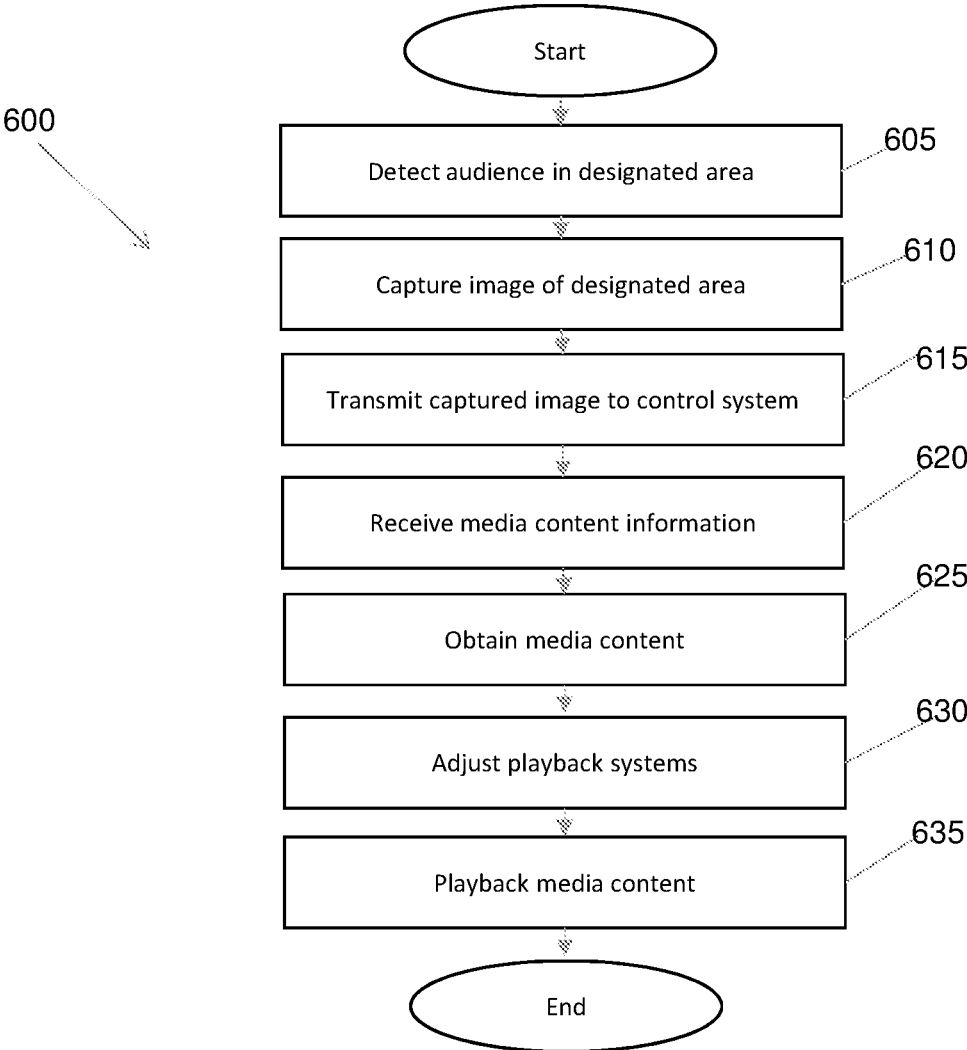 Start
600
605
Detect audience in designated area
610
Capture image of designated area
615
Transmit captured image to control system
620
Receive media content information
625
Obtain media content
630
Adjust playback systems
635
Playback media content
End